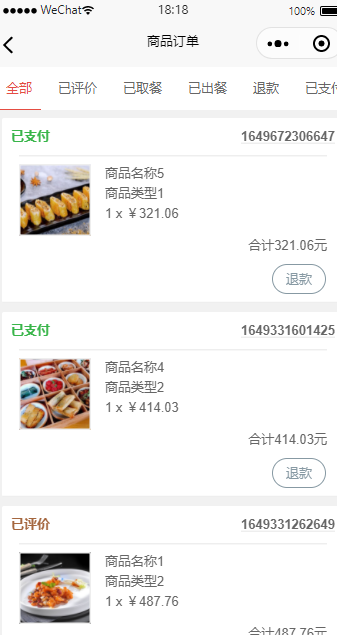 WeChat 18:18 100%
商品订单
全部 已评价 已取餐 已出餐 退款 已支付
已支付 1649672306647
商品名称5
商品类型1
1 x ￥321.06
合计321.06元
退款
已支付 1649331601425
商品名称4
商品类型2
1 x ￥414.03
合计414.03元
退款
已评价 1649331262649
商品名称1
商品类型2
1 x ￥487.76
合计487.76元